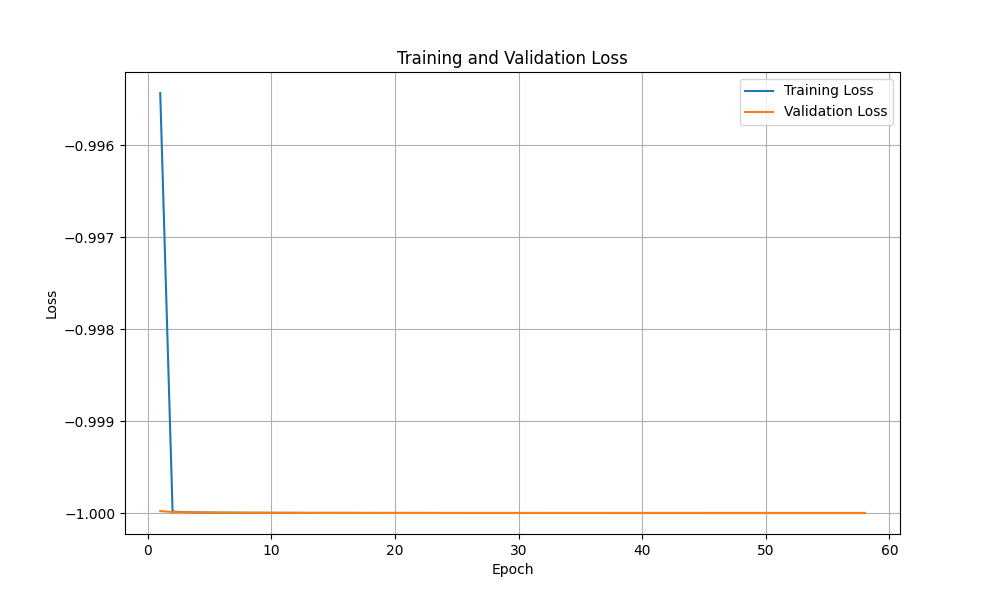 Training and Validation Loss
Training Loss
Validation Loss
−0.996
−0.997
−0.998
−0.999
−1.000
Loss
0 10 20 30 40 50 60
Epoch